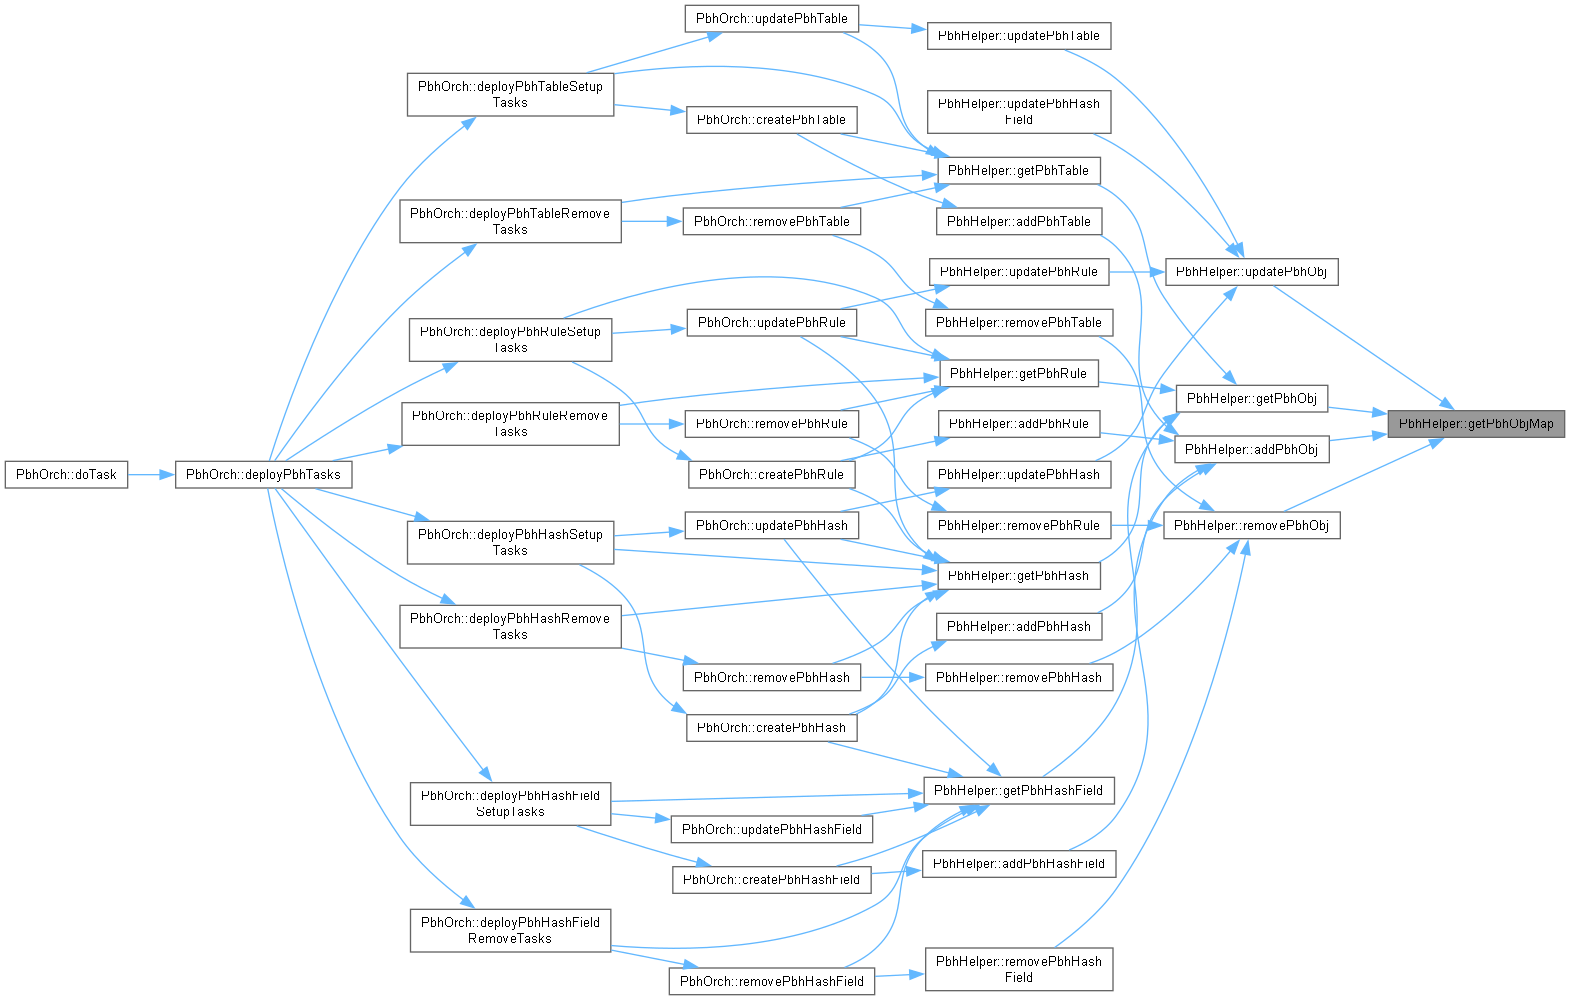 PbhOrch::doTask
PbhOrch::deployPbhTasks
PbhOrch::deployPbhTableSetup
Tasks
PbhOrch::deployPbhTableRemove
Tasks
PbhOrch::deployPbhRuleSetup
Tasks
PbhOrch::deployPbhRuleRemove
Tasks
PbhOrch::deployPbhHashSetup
Tasks
PbhOrch::deployPbhHashRemove
Tasks
PbhOrch::deployPbhHashField
SetupTasks
PbhOrch::deployPbhHashField
RemoveTasks
PbhOrch::updatePbhTable
PbhOrch::createPbhTable
PbhOrch::removePbhTable
PbhOrch::updatePbhRule
PbhOrch::removePbhRule
PbhOrch::createPbhRule
PbhOrch::updatePbhHash
PbhOrch::removePbhHash
PbhOrch::createPbhHash
PbhOrch::updatePbhHashField
PbhOrch::createPbhHashField
PbhOrch::removePbhHashField
PbhHelper::updatePbhTable
PbhHelper::updatePbhHash
Field
PbhHelper::getPbhTable
PbhHelper::addPbhTable
PbhHelper::updatePbhRule
PbhHelper::removePbhTable
PbhHelper::getPbhRule
PbhHelper::addPbhRule
PbhHelper::updatePbhHash
PbhHelper::removePbhRule
PbhHelper::getPbhHash
PbhHelper::addPbhHash
PbhHelper::removePbhHash
PbhHelper::getPbhHashField
PbhHelper::addPbhHashField
PbhHelper::removePbhHash
Field
PbhHelper::updatePbhObj
PbhHelper::getPbhObj
PbhHelper::addPbhObj
PbhHelper::removePbhObj
PbhHelper::getPbhObjMap